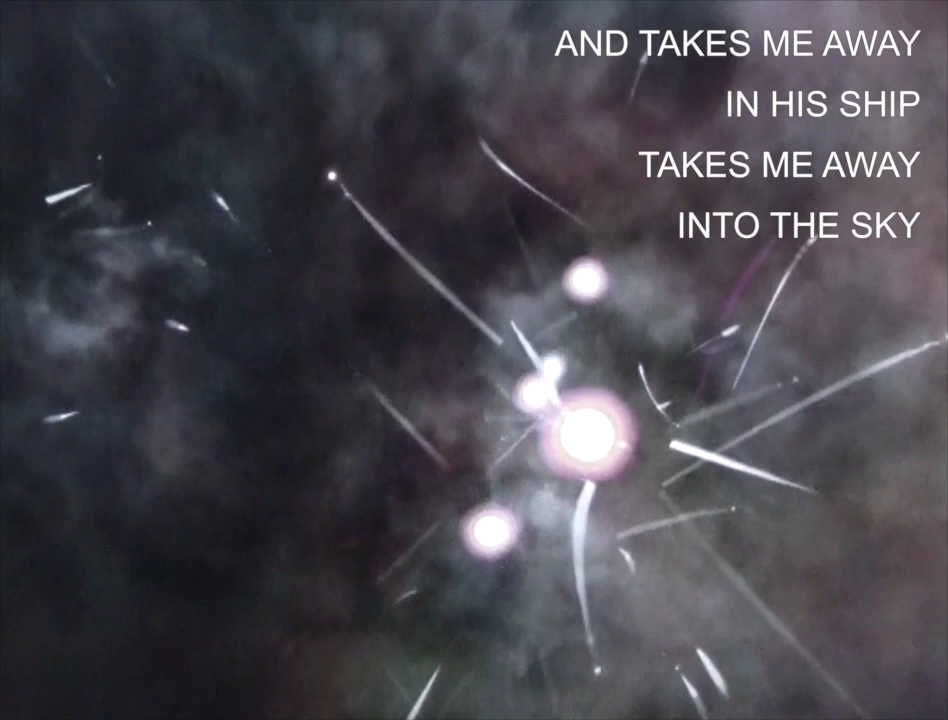 AND TAKES ME AWAY
IN HIS SHIP
TAKES ME AWAY
INTO THE SKY